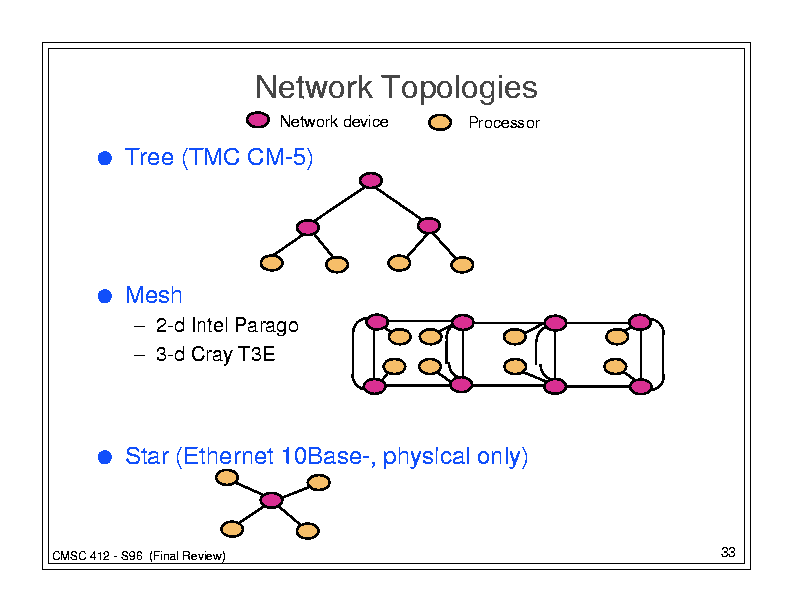 Network Topologies
Network device Processor
● Tree (TMC CM-5)
● Mesh
– 2-d Intel Parago
– 3-d Cray T3E
● Star (Ethernet 10Base-, physical only)
CMSC 412 - S96 (Final Review) 33